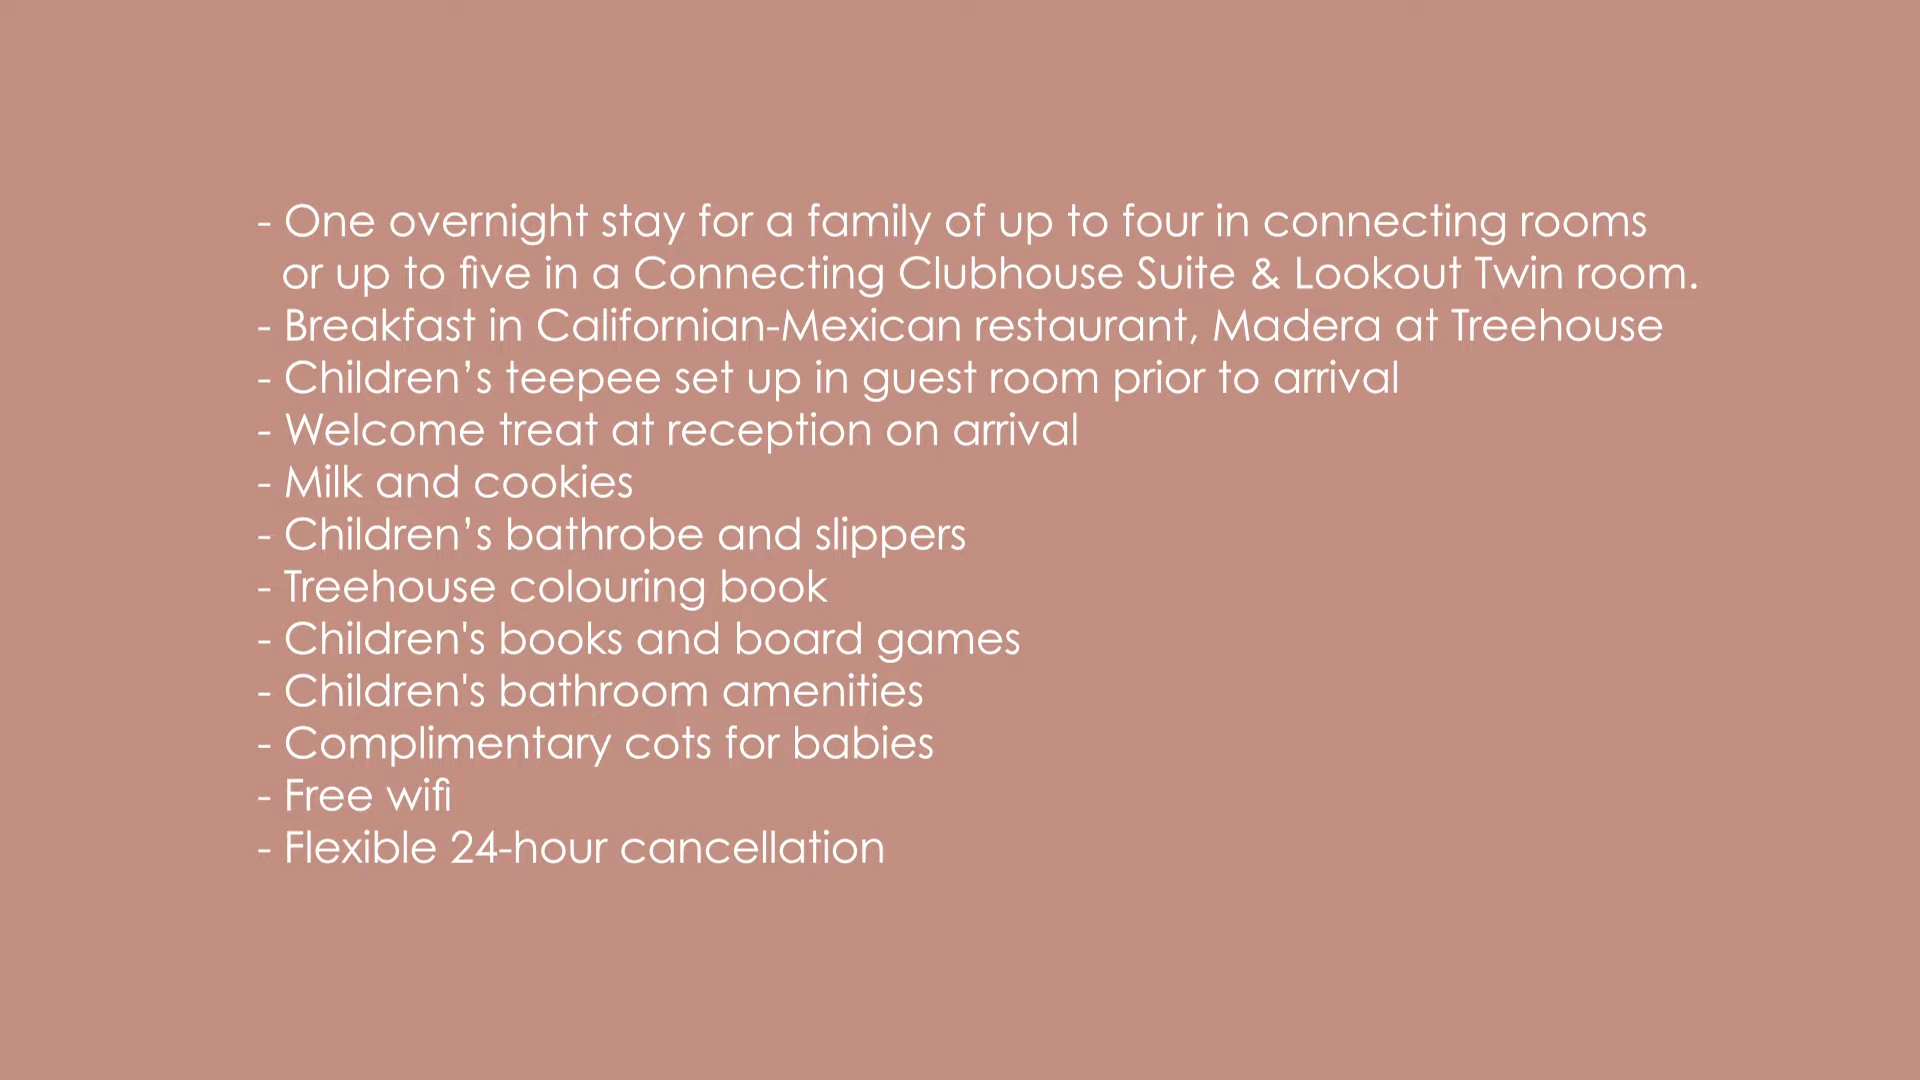 - One overnight stay for a family of up to four in connecting rooms
or up to five in a Connecting Clubhouse Suite & Lookout Twin room.
- Breakfast in Californian-Mexican restaurant, Madera at Treehouse
- Children’s teepee set up in guest room prior to arrival
- Welcome treat at reception on arrival
- Milk and cookies
- Children’s bathrobe and slippers
- Treehouse colouring book
- Children's books and board games
- Children's bathroom amenities
- Complimentary cots for babies
- Free wifi
- Flexible 24-hour cancellation